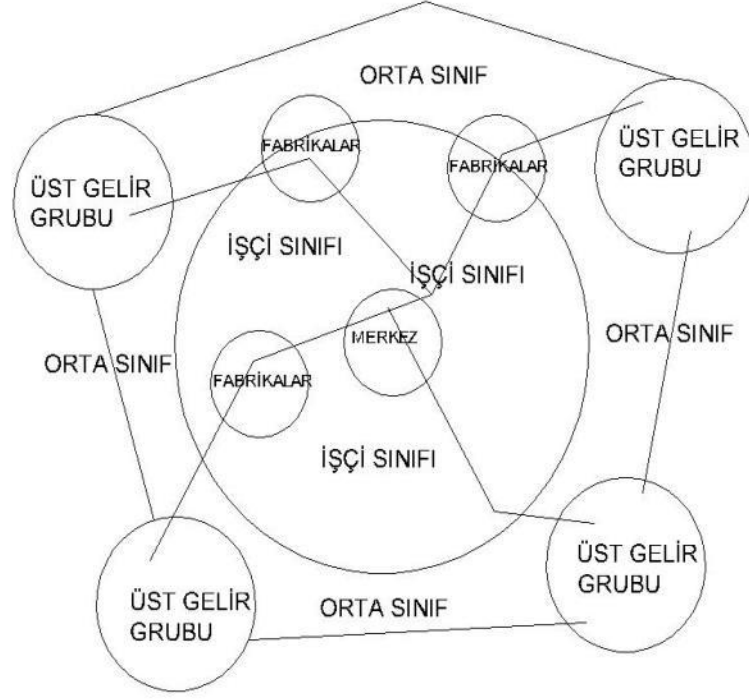 ORTA SINIF
ÜST GELİR
GRUBU
FABRİKALAR
FABRİKALAR
ÜST GELİR
GRUBU
İŞÇİ SINIFI
İŞÇİ SINIFI
MERKEZ
ORTA SINIF
ORTA SINIF
FABRİKALAR
İŞÇİ SINIFI
ÜST GELİR
GRUBU
ORTA SINIF
ÜST GELİR
GRUBU